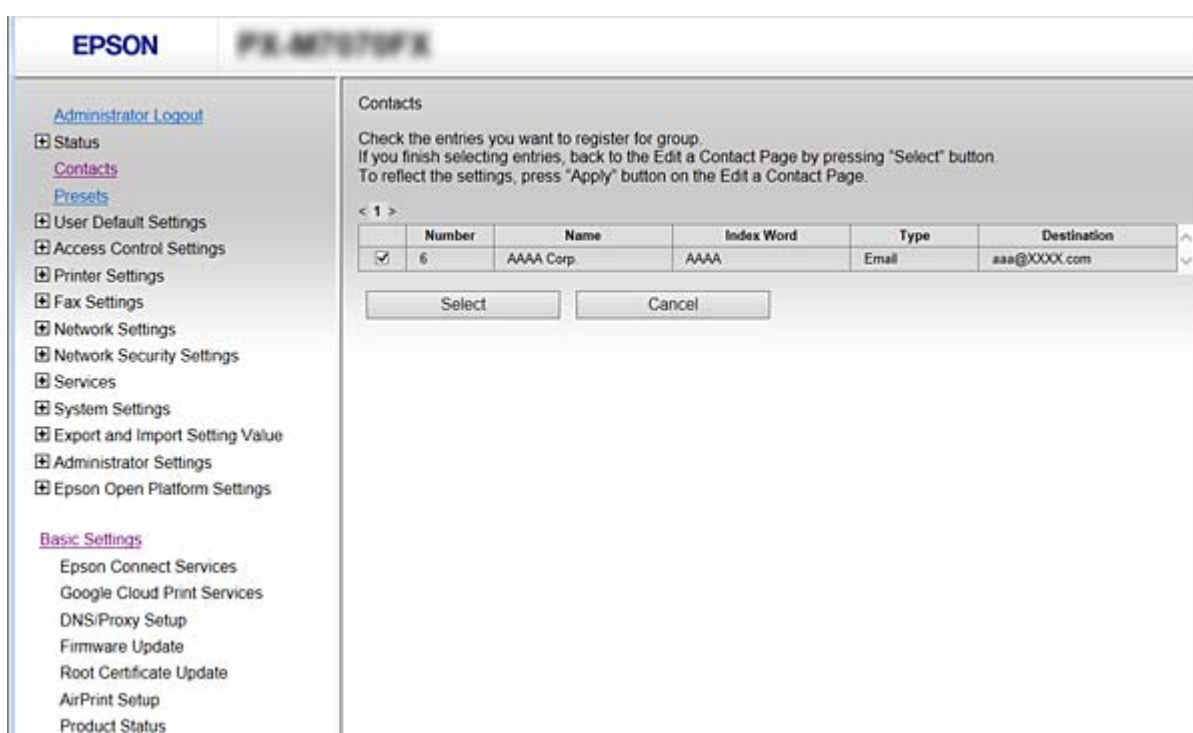 EPSON
Administrator Logout
Status
Contacts
Presets
User Default Settings
Access Control Settings
Printer Settings
Fax Settings
Network Settings
Network Security Settings
Services
System Settings
Export and Import Setting Value
Administrator Settings
Epson Open Platform Settings
Basic Settings
Epson Connect Services
Google Cloud Print Services
DNS/Proxy Setup
Firmware Update
Root Certificate Update
AirPrint Setup
Product Status
Contacts
Check the entries you want to register for group.
If you finish selecting entries, back to the Edit a Contact Page by pressing "Select" button.
To reflect the settings, press "Apply" button on the Edit a Contact Page.
< 1 >
Number Name Index Word Type Destination
6 AAAA Corp. AAAA Email aaa@XXXX.com
Select Cancel